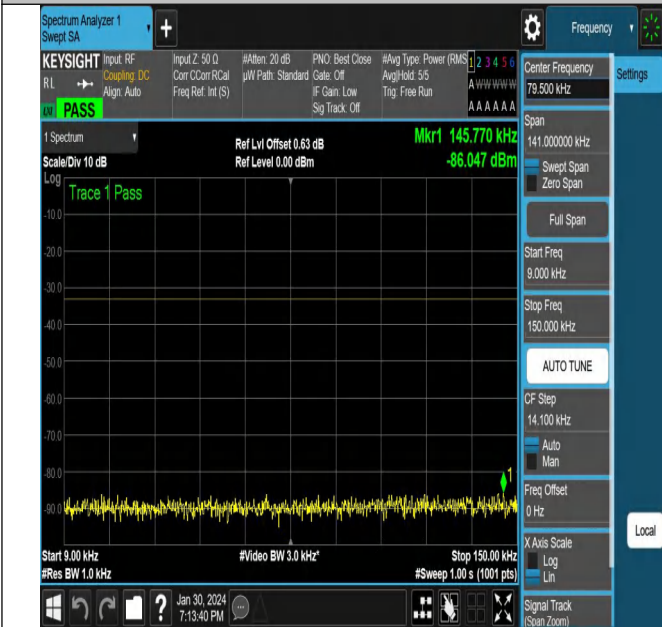 Spectrum Analyzer 1
Swept SA
+
Frequency
KEYSIGHT
RL
PASS
Input: RF
Coupling: DC
Align: Auto
Input Z: 50 Ω
Corr CCorr RCal
Freq Ref: Int (S)
#Atten: 20 dB
µW Path: Standard
PNO: Best Close
Gate: Off
IF Gain: Low
Sig Track: Off
#Avg Type: Power (RMS
Avg|Hold: 5/5
Trig: Free Run
1 2 3 4 5 6
A W W W W W
A A A A A A
1 Spectrum
Scale/Div 10 dB
Ref Lvl Offset 0.63 dB
Ref Level 0.00 dBm
Mkr1 145.770 kHz
-86.047 dBm
Log
Trace 1 Pass
-10.0
-20.0
-30.0
-40.0
-50.0
-60.0
-70.0
-80.0
-90.0
1
Start 9.00 kHz
#Res BW 1.0 kHz
#Video BW 3.0 kHz*
Stop 150.00 kHz
#Sweep 1.00 s (1001 pts)
?
Jan 30, 2024
7:13:40 PM
Center Frequency
79.500 kHz
Span
141.000000 kHz
Swept Span
Zero Span
Full Span
Start Freq
9.000 kHz
Stop Freq
150.000 kHz
AUTO TUNE
CF Step
14.100 kHz
Auto
Man
Freq Offset
0 Hz
X Axis Scale
Log
Lin
Signal Track
(Span Zoom)
Settings
Local